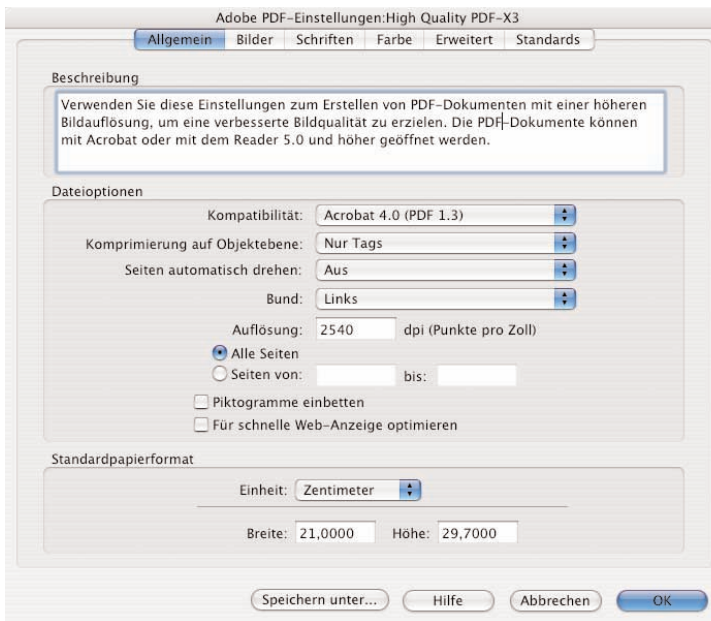 Adobe PDF-Einstellungen:High Quality PDF-X3
Allgemein Bilder Schriften Farbe Erweitert Standards
Beschreibung
Verwenden Sie diese Einstellungen zum Erstellen von PDF-Dokumenten mit einer höheren
Bildauflösung, um eine verbesserte Bildqualität zu erzielen. Die PDF-Dokumente können
mit Acrobat oder mit dem Reader 5.0 und höher geöffnet werden.
Dateioptionen
Kompatibilität: Acrobat 4.0 (PDF 1.3)
Komprimierung auf Objektebene: Nur Tags
Seiten automatisch drehen: Aus
Bund: Links
Auflösung: 2540 dpi (Punkte pro Zoll)
Alle Seiten
Seiten von: bis:
Piktogramme einbetten
Für schnelle Web-Anzeige optimieren
Standardpapierformat
Einheit: Zentimeter
Breite: 21,0000 Höhe: 29,7000
Speichern unter... Hilfe Abbrechen OK